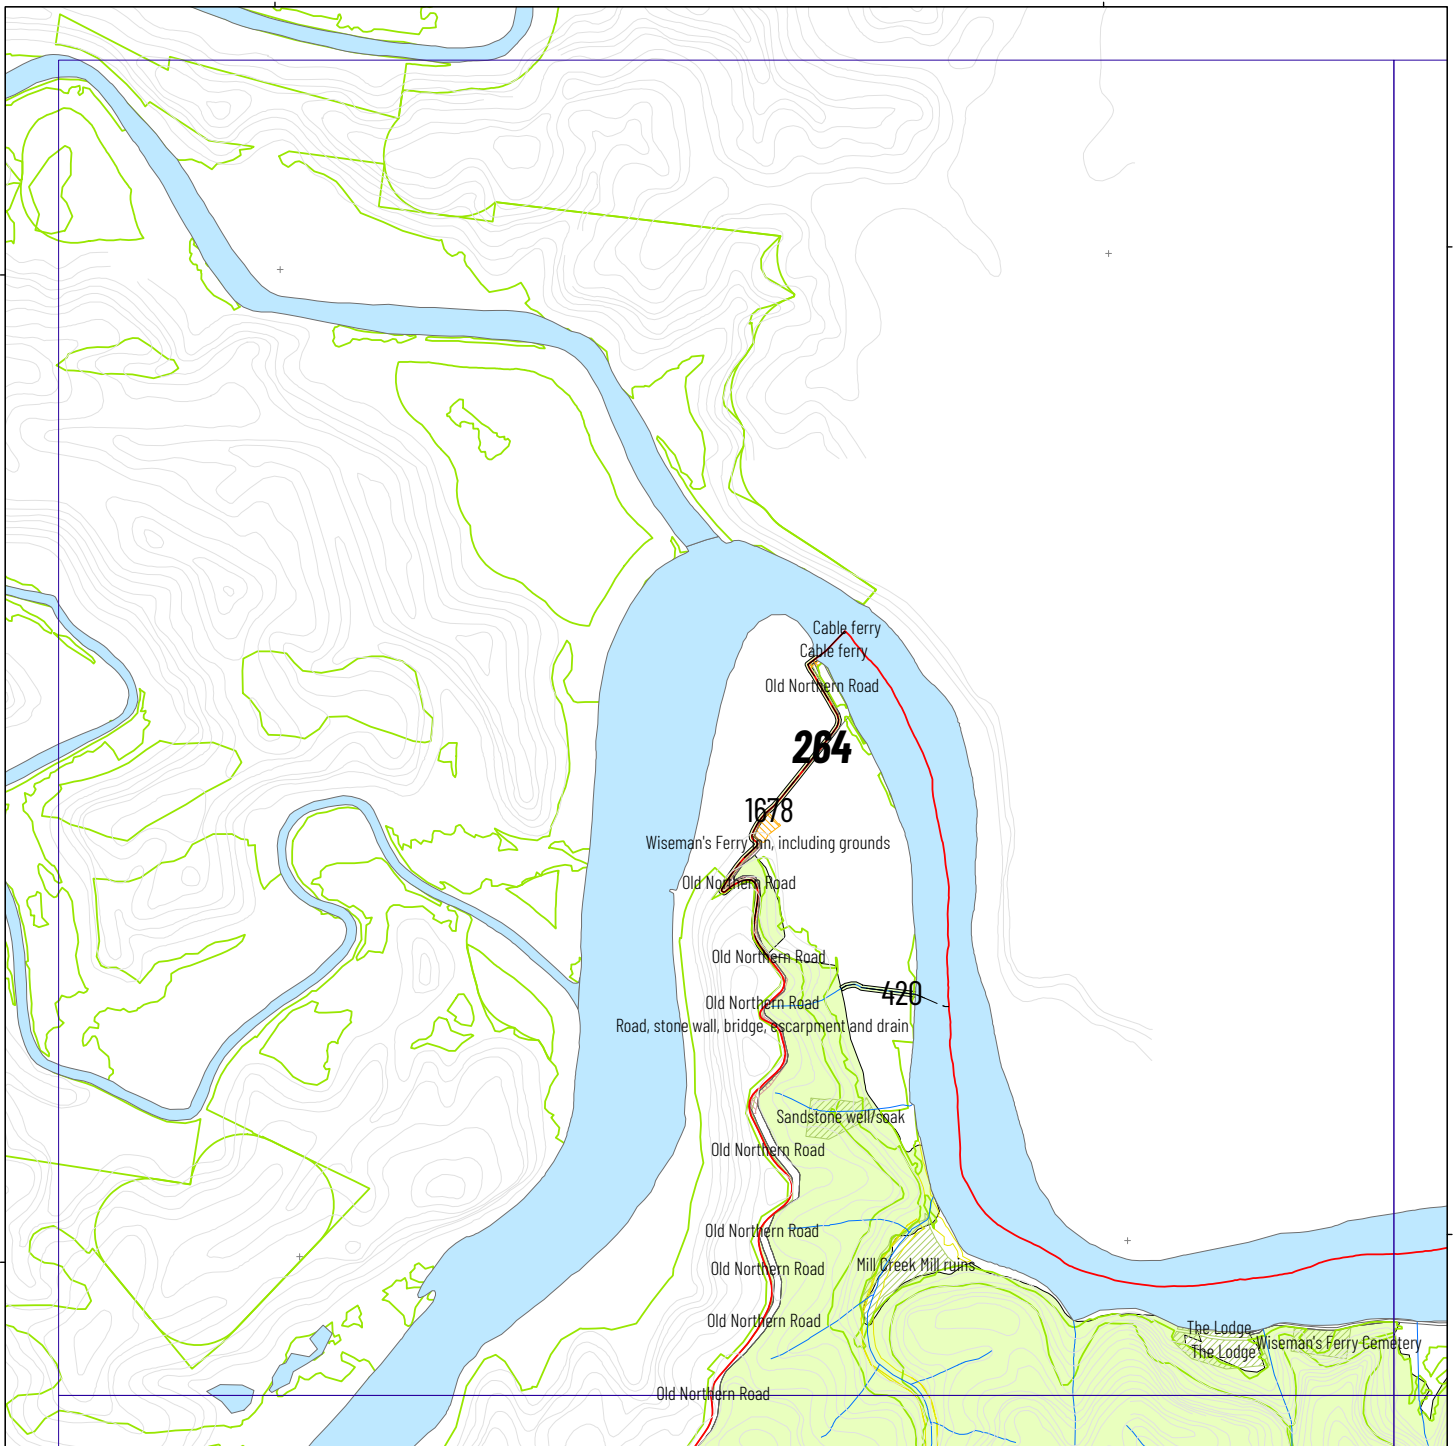 Cable ferry
Cable ferry
Old Northern Road
264
1678
Wiseman's Ferry Inn, including grounds
Old Northern Road
Old Northern Road
420
Old Northern Road
Road, stone wall, bridge, escarpment and drain
Sandstone well/soak
Old Northern Road
Old Northern Road
Mill Creek Mill ruins
Old Northern Road
Old Northern Road
The Lodge
Wiseman's Ferry Cemetery
The Lodge
Old Northern Road